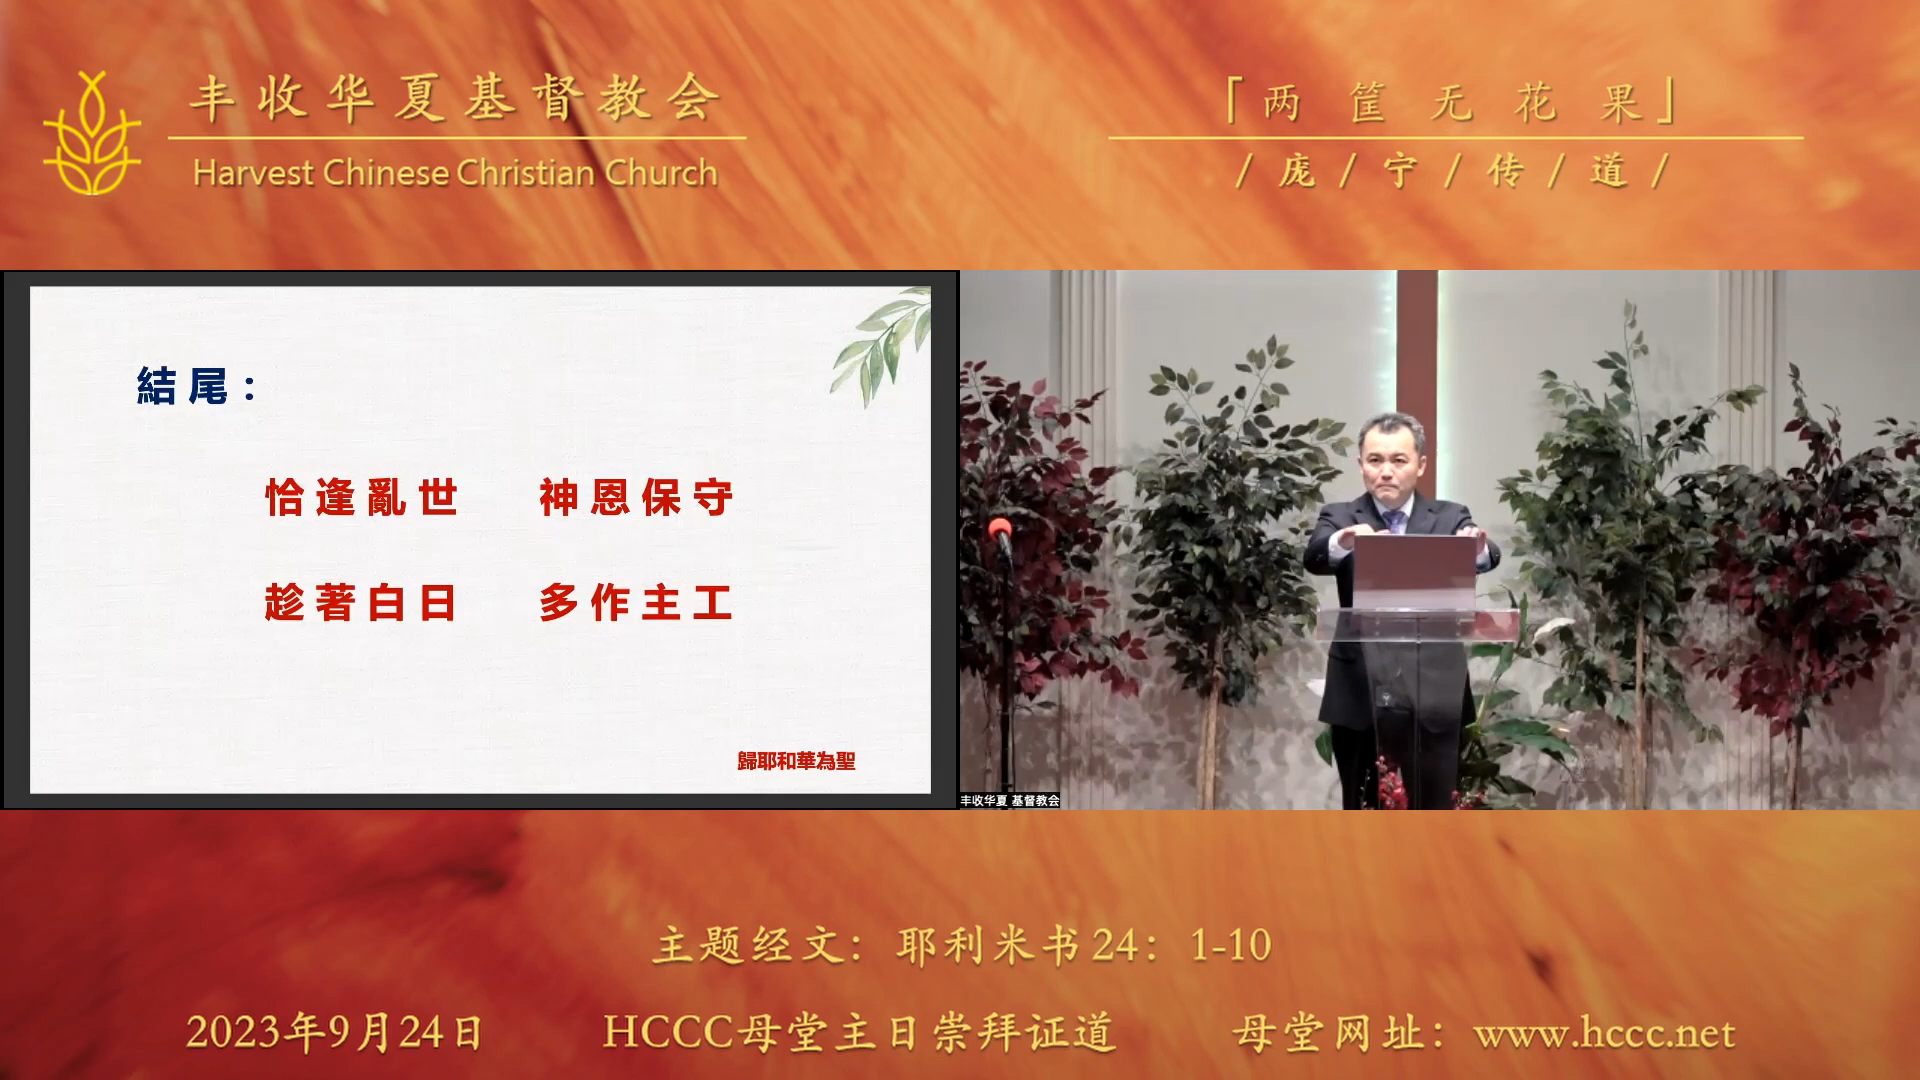 丰收华夏基督教会
Harvest Chinese Christian Church
「两筐无花果」
/ 庞 / 宁 / 传 / 道 /
結尾:
恰逢亂世 神恩保守
趁著白日 多作主工
歸耶和華為聖
丰收华夏 基督教会
主题经文：耶利米书24：1-10
2023年9月24日 HCCC母堂主日崇拜证道 母堂网址：www.hccc.net